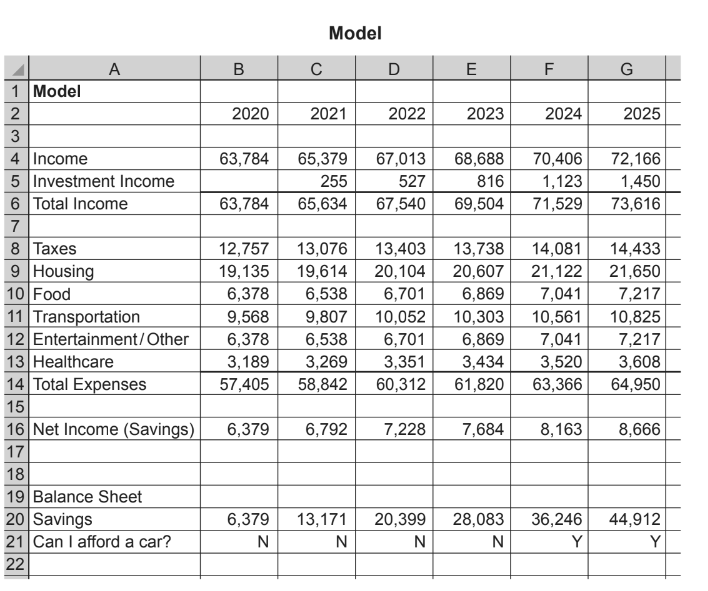 Model
A B C D E F G
1 Model
2 2020 2021 2022 2023 2024 2025
3
4 Income 63,784 65,379 67,013 68,688 70,406 72,166
5 Investment Income 255 527 816 1,123 1,450
6 Total Income 63,784 65,634 67,540 69,504 71,529 73,616
7
8 Taxes 12,757 13,076 13,403 13,738 14,081 14,433
9 Housing 19,135 19,614 20,104 20,607 21,122 21,650
10 Food 6,378 6,538 6,701 6,869 7,041 7,217
11 Transportation 9,568 9,807 10,052 10,303 10,561 10,825
12 Entertainment/Other 6,378 6,538 6,701 6,869 7,041 7,217
13 Healthcare 3,189 3,269 3,351 3,434 3,520 3,608
14 Total Expenses 57,405 58,842 60,312 61,820 63,366 64,950
15
16 Net Income (Savings) 6,379 6,792 7,228 7,684 8,163 8,666
17
18
19 Balance Sheet
20 Savings 6,379 13,171 20,399 28,083 36,246 44,912
21 Can I afford a car? N N N N Y Y
22